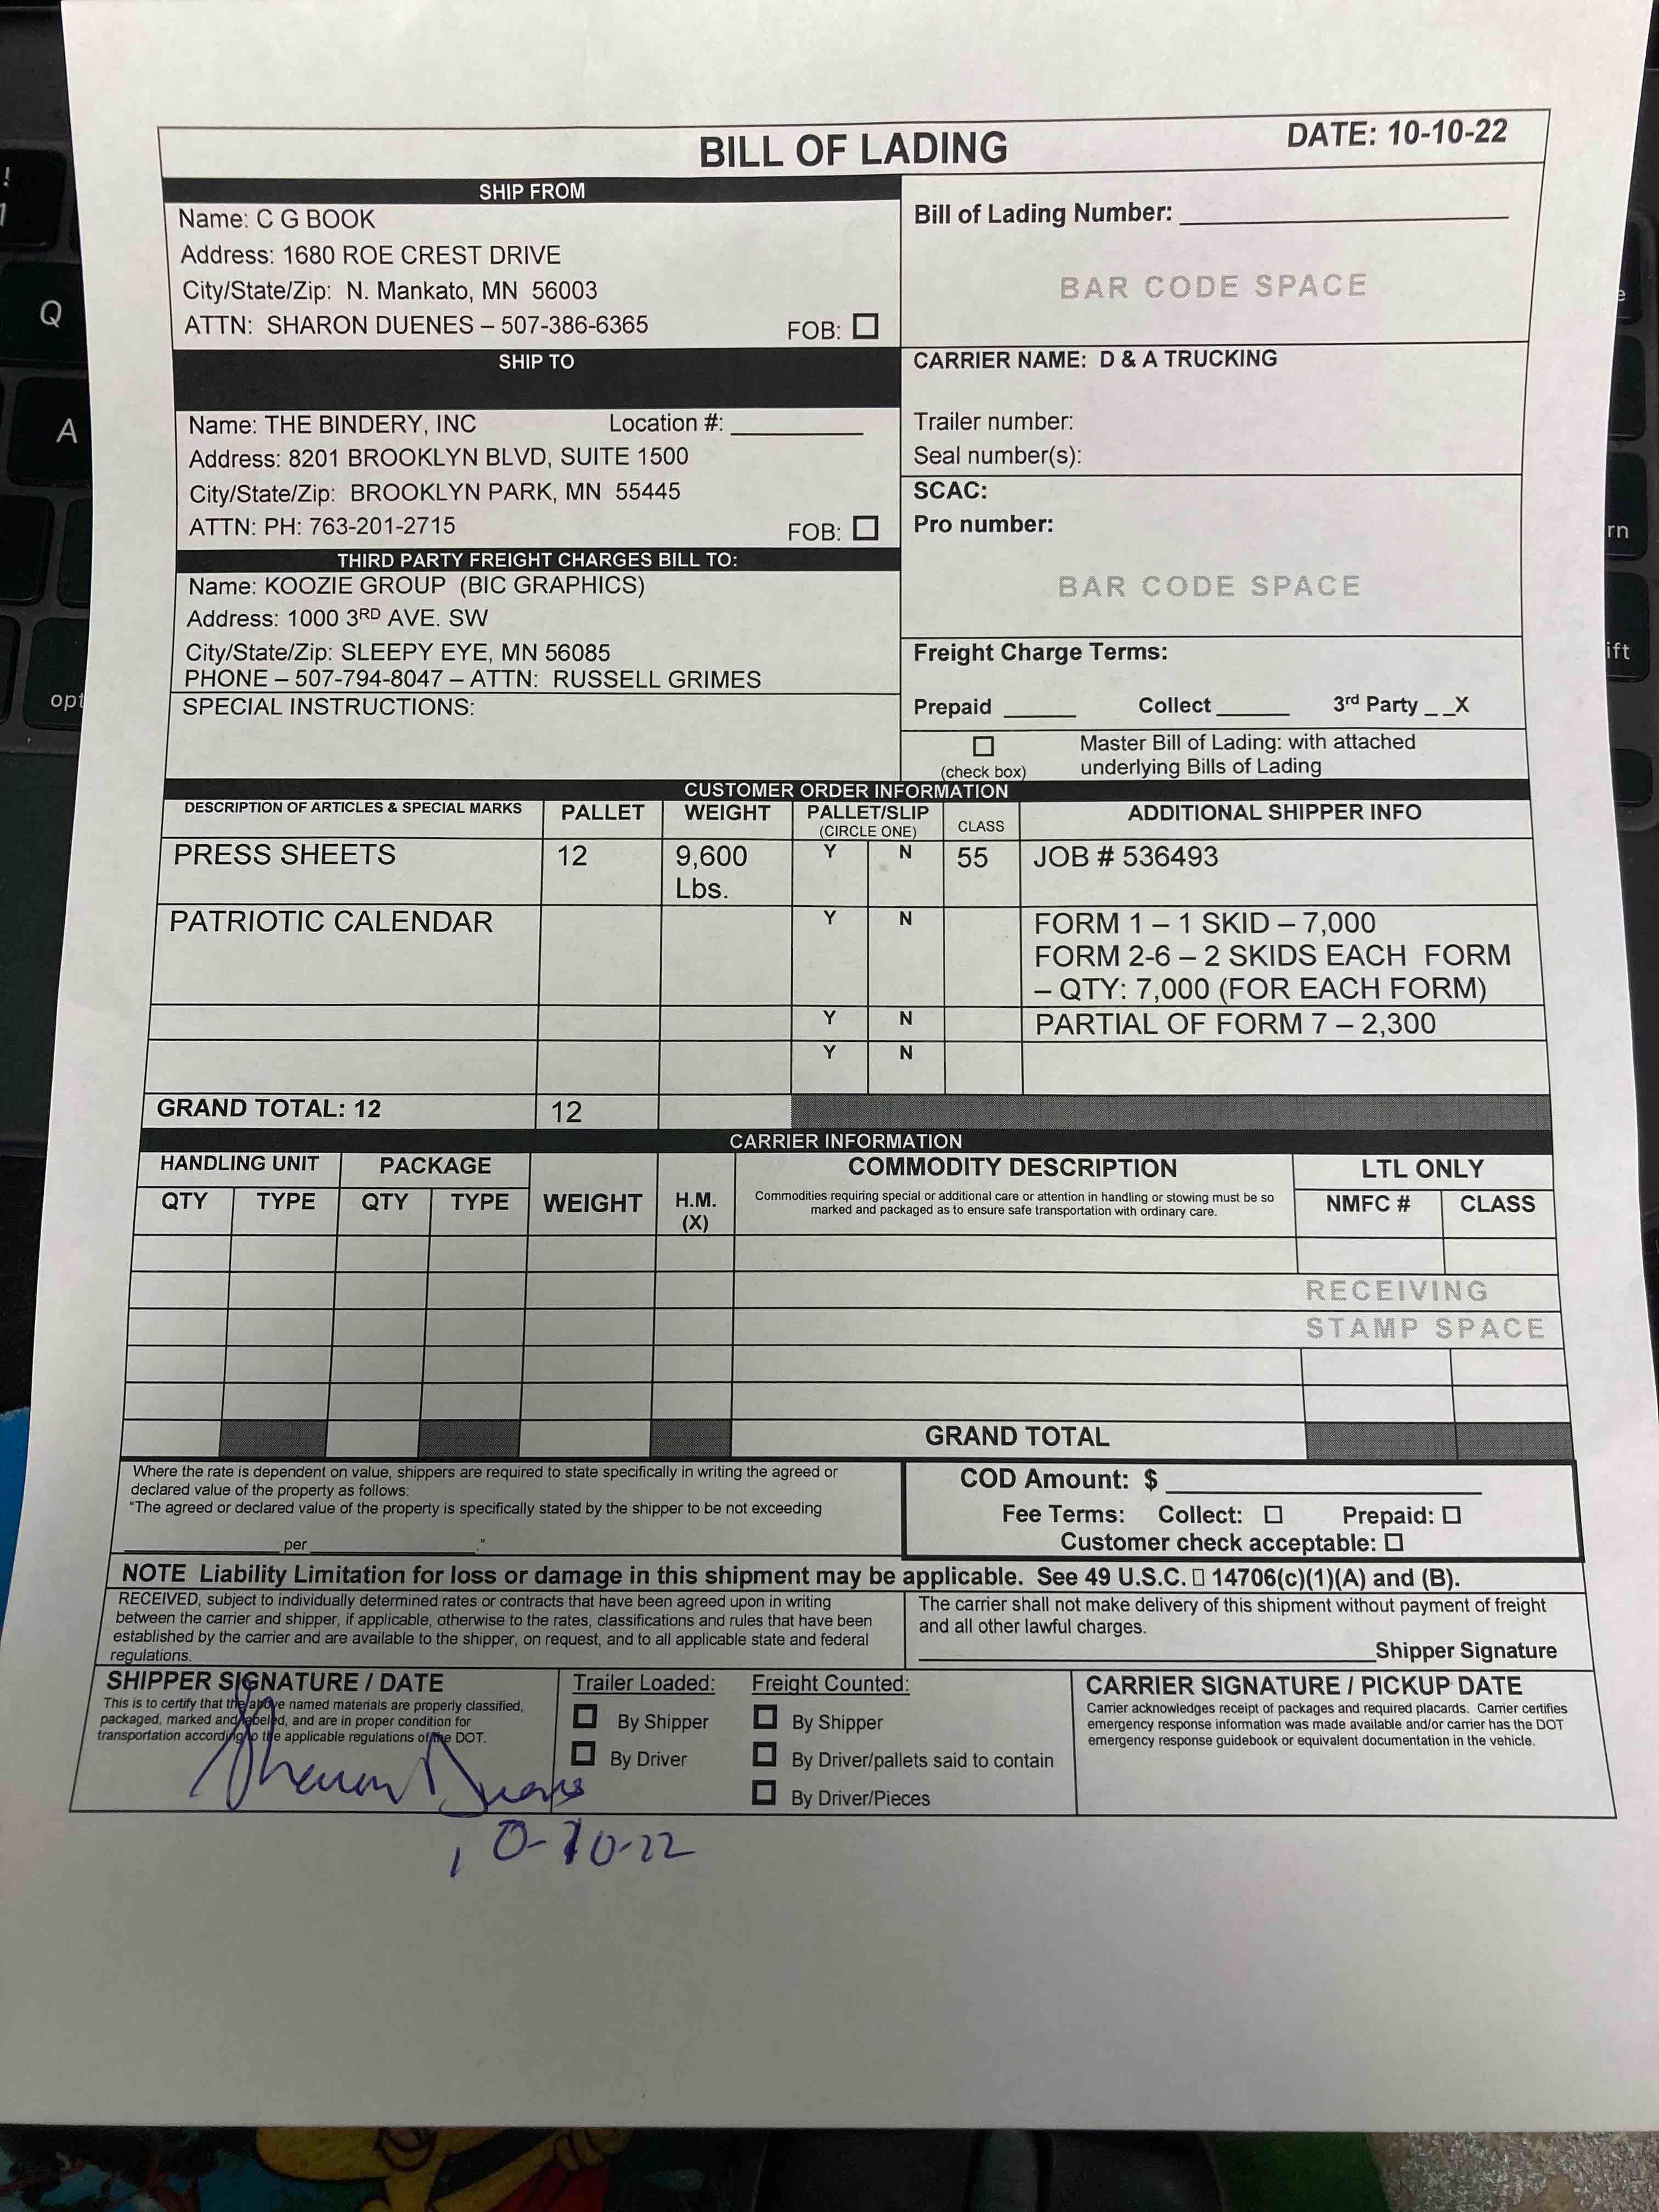 BILL OF LADING
DATE: 10-10-22
SHIP FROM
Name: C G BOOK
Address: 1680 ROE CREST DRIVE
City/State/Zip: N. Mankato, MN 56003
ATTN: SHARON DUENES – 507-386-6365
FOB: ☐
Bill of Lading Number: ____________
BAR CODE SPACE
SHIP TO
Name: THE BINDERY, INC Location #: ____________
Address: 8201 BROOKLYN BLVD, SUITE 1500
City/State/Zip: BROOKLYN PARK, MN 55445
ATTN: PH: 763-201-2715
FOB: ☐
CARRIER NAME: D & A TRUCKING
Trailer number:
Seal number(s):
SCAC:
Pro number:
BAR CODE SPACE
THIRD PARTY FREIGHT CHARGES BILL TO:
Name: KOOZIE GROUP (BIC GRAPHICS)
Address: 1000 3RD AVE. SW
City/State/Zip: SLEEPY EYE, MN 56085
PHONE – 507-794-8047 – ATTN: RUSSELL GRIMES
SPECIAL INSTRUCTIONS:
Freight Charge Terms:
Prepaid ______ Collect ______ 3rd Party _ _X
☐ (check box)
Master Bill of Lading: with attached
underlying Bills of Lading
CUSTOMER ORDER INFORMATION
DESCRIPTION OF ARTICLES & SPECIAL MARKS PALLET WEIGHT PALLET/SLIP (CIRCLE ONE) CLASS ADDITIONAL SHIPPER INFO
PRESS SHEETS 12 9,600 Lbs. Y N 55 JOB # 536493
PATRIOTIC CALENDAR Y N FORM 1 – 1 SKID – 7,000
FORM 2-6 – 2 SKIDS EACH FORM
– QTY: 7,000 (FOR EACH FORM)
Y N PARTIAL OF FORM 7 – 2,300
Y N
GRAND TOTAL: 12 12
CARRIER INFORMATION
HANDLING UNIT PACKAGE COMMODITY DESCRIPTION LTL ONLY
QTY TYPE QTY TYPE WEIGHT H.M. (X) Commodities requiring special or additional care or attention in handling or stowing must be so
marked and packaged as to ensure safe transportation with ordinary care.
NMFC # CLASS
RECEIVING
STAMP SPACE
GRAND TOTAL
Where the rate is dependent on value, shippers are required to state specifically in writing the agreed or
declared value of the property as follows:
“The agreed or declared value of the property is specifically stated by the shipper to be not exceeding
____________ per ____________.”
COD Amount: $ ____________
Fee Terms: Collect: ☐ Prepaid: ☐
Customer check acceptable: ☐
NOTE Liability Limitation for loss or damage in this shipment may be applicable. See 49 U.S.C. ▯ 14706(c)(1)(A) and (B).
RECEIVED, subject to individually determined rates or contracts that have been agreed upon in writing
between the carrier and shipper, if applicable, otherwise to the rates, classifications and rules that have been
established by the carrier and are available to the shipper, on request, and to all applicable state and federal
regulations.
The carrier shall not make delivery of this shipment without payment of freight
and all other lawful charges.
____________Shipper Signature
SHIPPER SIGNATURE / DATE
This is to certify that the above named materials are properly classified,
packaged, marked and labeled, and are in proper condition for
transportation according to the applicable regulations of the DOT.
Sharon Duenes
10-10-22
Trailer Loaded:
☐ By Shipper
☐ By Driver
Freight Counted:
☐ By Shipper
☐ By Driver/pallets said to contain
☐ By Driver/Pieces
CARRIER SIGNATURE / PICKUP DATE
Carrier acknowledges receipt of packages and required placards. Carrier certifies
emergency response information was made available and/or carrier has the DOT
emergency response guidebook or equivalent documentation in the vehicle.
!
1
Q
A
opt
rn
ift